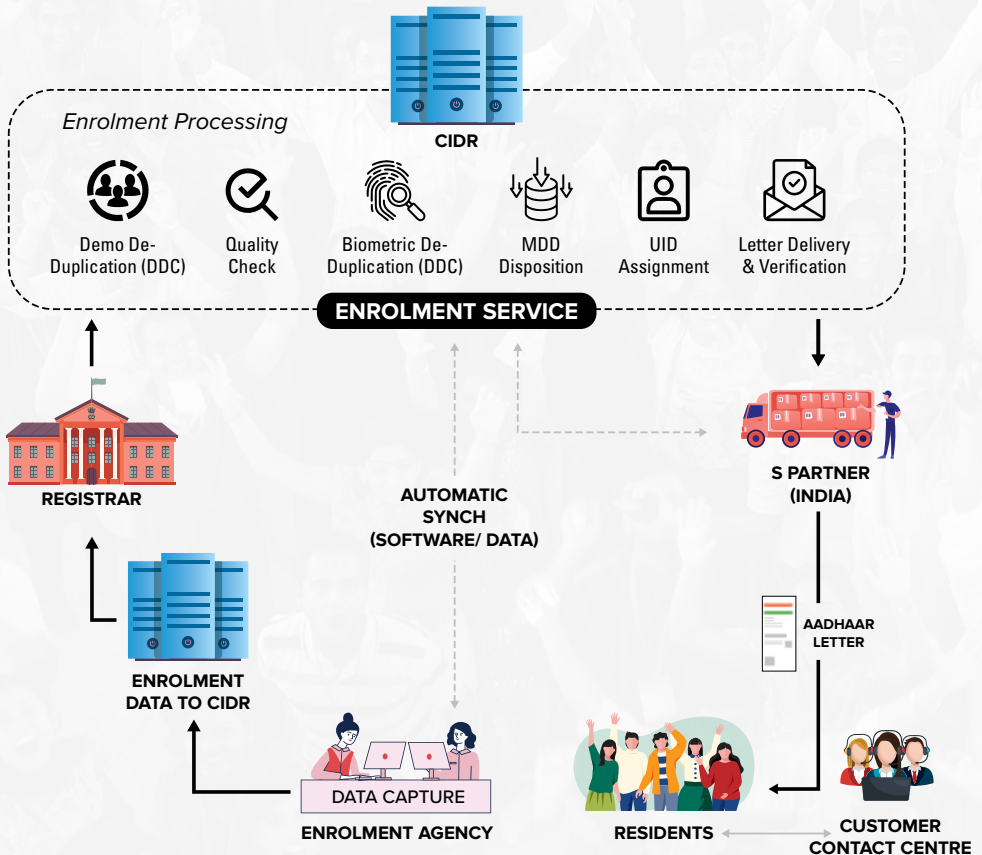 CIDR
Enrolment Processing
Demo De-
Duplication (DDC)
Quality
Check
Biometric De-
Duplication (DDC)
MDD
Disposition
UID
Assignment
Letter Delivery
& Verification
ENROLMENT SERVICE
REGISTRAR
AUTOMATIC
SYNCH
(SOFTWARE/ DATA)
S PARTNER
(INDIA)
ENROLMENT
DATA TO CIDR
AADHAAR
LETTER
DATA CAPTURE
ENROLMENT AGENCY
RESIDENTS
CUSTOMER
CONTACT CENTRE